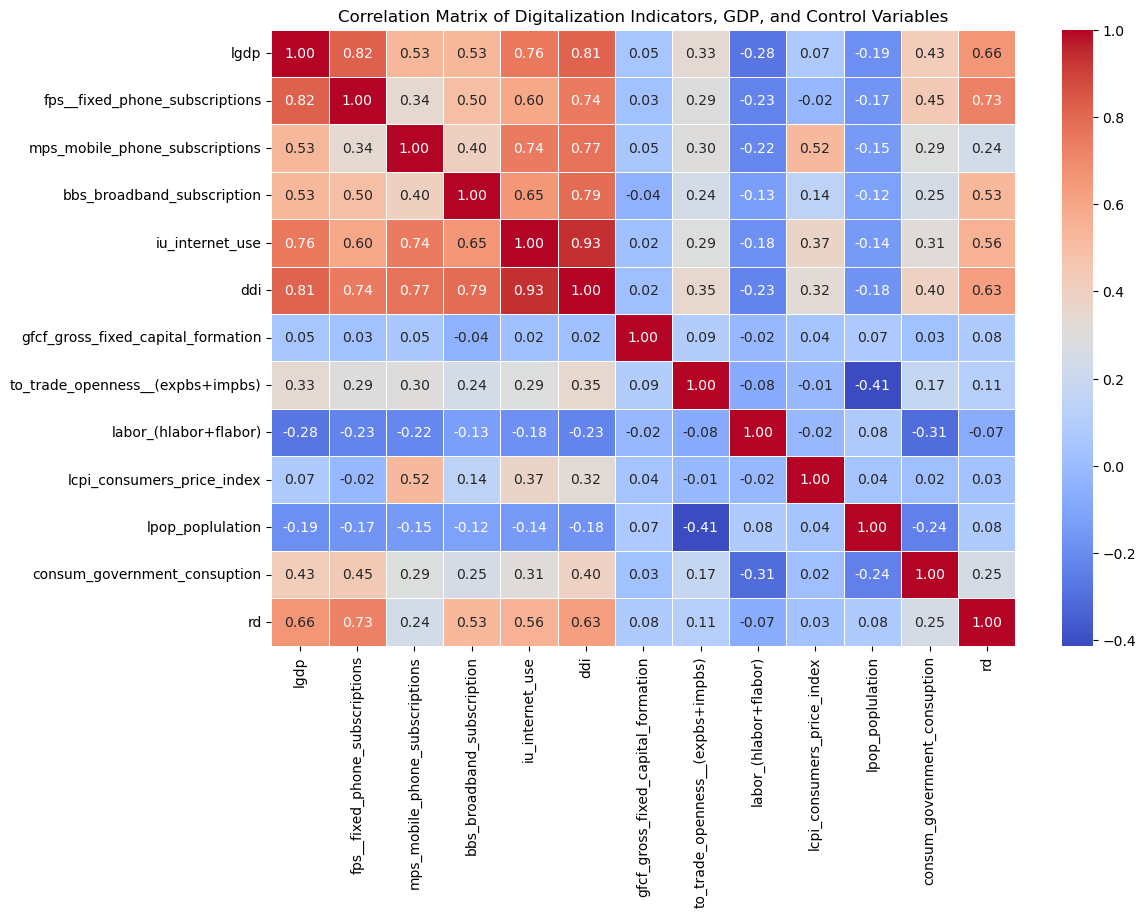 Correlation Matrix of Digitalization Indicators, GDP, and Control Variables
lgdp 1.00 0.82 0.53 0.53 0.76 0.81 0.05 0.33 -0.28 0.07 -0.19 0.43 0.66
fps__fixed_phone_subscriptions 0.82 1.00 0.34 0.50 0.60 0.74 0.03 0.29 -0.23 -0.02 -0.17 0.45 0.73
mps_mobile_phone_subscriptions 0.53 0.34 1.00 0.40 0.74 0.77 0.05 0.30 -0.22 0.52 -0.15 0.29 0.24
bbs_broadband_subscription 0.53 0.50 0.40 1.00 0.65 0.79 -0.04 0.24 -0.13 0.14 -0.12 0.25 0.53
iu_internet_use 0.76 0.60 0.74 0.65 1.00 0.93 0.02 0.29 -0.18 0.37 -0.14 0.31 0.56
ddi 0.81 0.74 0.77 0.79 0.93 1.00 0.02 0.35 -0.23 0.32 -0.18 0.40 0.63
gfcf_gross_fixed_capital_formation 0.05 0.03 0.05 -0.04 0.02 0.02 1.00 0.09 -0.02 0.04 0.07 0.03 0.08
to_trade_openness__(expbs+impbs) 0.33 0.29 0.30 0.24 0.29 0.35 0.09 1.00 -0.08 -0.01 -0.41 0.17 0.11
labor_(hlabor+flabor) -0.28 -0.23 -0.22 -0.13 -0.18 -0.23 -0.02 -0.08 1.00 -0.02 0.08 -0.31 -0.07
lcpi_consumers_price_index 0.07 -0.02 0.52 0.14 0.37 0.32 0.04 -0.01 -0.02 1.00 0.04 0.02 0.03
lpop_poplulation -0.19 -0.17 -0.15 -0.12 -0.14 -0.18 0.07 -0.41 0.08 0.04 1.00 -0.24 0.08
consum_government_consuption 0.43 0.45 0.29 0.25 0.31 0.40 0.03 0.17 -0.31 0.02 -0.24 1.00 0.25
rd 0.66 0.73 0.24 0.53 0.56 0.63 0.08 0.11 -0.07 0.03 0.08 0.25 1.00
lgdp
fps__fixed_phone_subscriptions
mps_mobile_phone_subscriptions
bbs_broadband_subscription
iu_internet_use
ddi
gfcf_gross_fixed_capital_formation
to_trade_openness__(expbs+impbs)
labor_(hlabor+flabor)
lcpi_consumers_price_index
lpop_poplulation
consum_government_consuption
rd
1.0
0.8
0.6
0.4
0.2
0.0
−0.2
−0.4